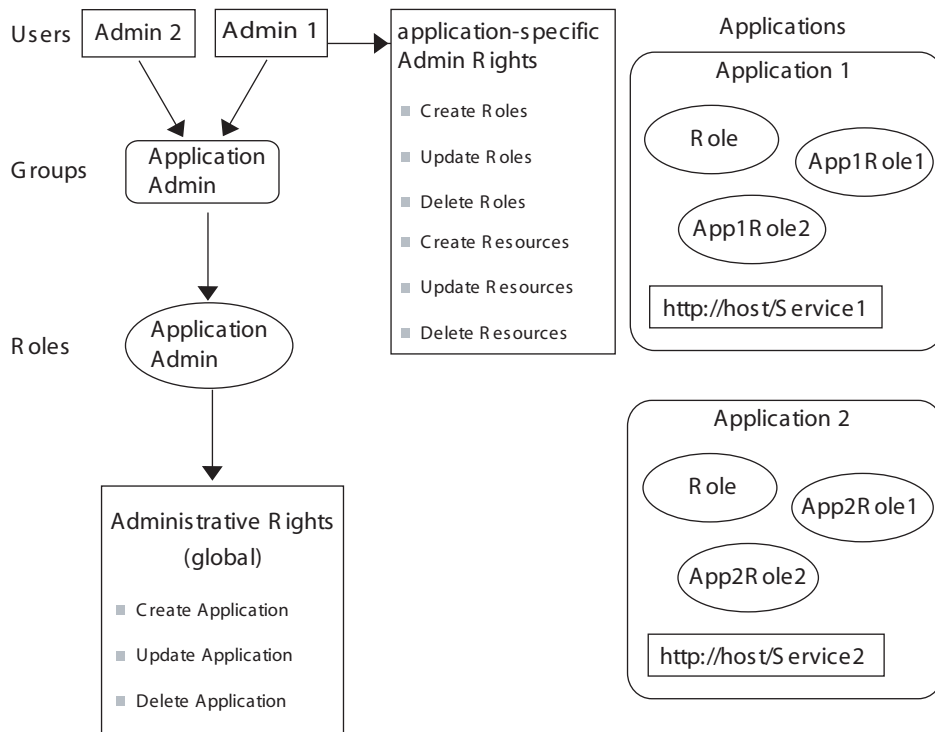 Users
Admin 2
Admin 1
application-specific
Admin Rights
Create Roles
Update Roles
Delete Roles
Create Resources
Update Resources
Delete Resources
Groups
Application
Admin
Roles
Application
Admin
Administrative Rights
(global)
Create Application
Update Application
Delete Application
Applications
Application 1
Role
App1Role1
App1Role2
http://host/Service1
Application 2
Role
App2Role1
App2Role2
http://host/Service2